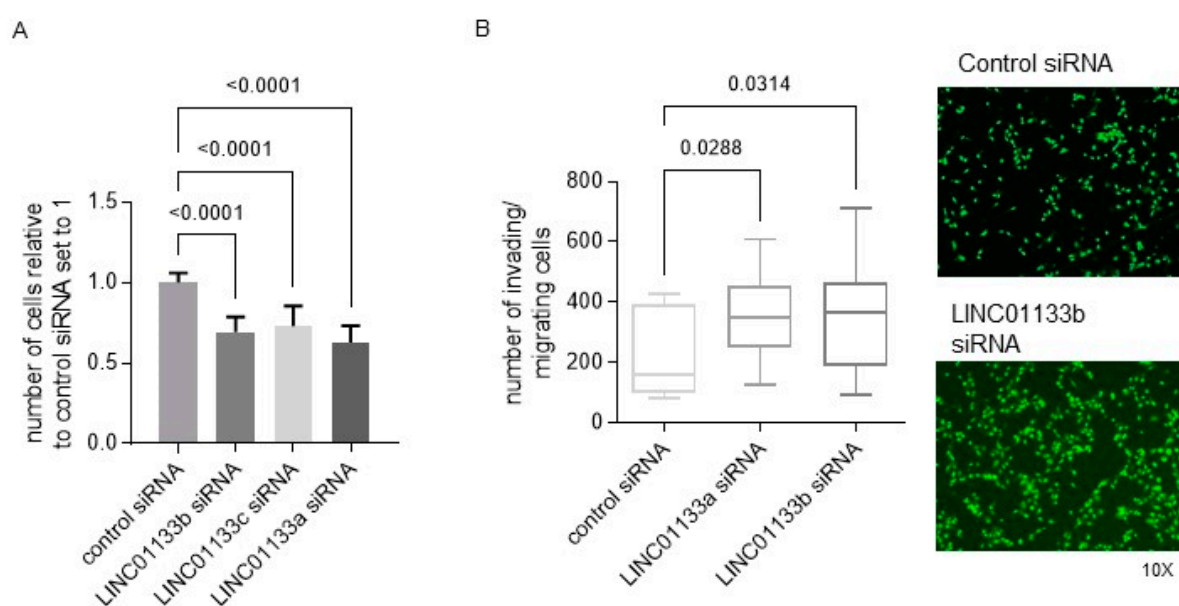 A
<0.0001
<0.0001
<0.0001
number of cells relative
to control siRNA set to 1
1.5
1.0
0.5
0.0
control siRNA
LINC01133b siRNA
LINC01133c siRNA
LINC01133a siRNA
B
0.0314
0.0288
number of invading/
migrating cells
800
600
400
200
0
control siRNA
LINC01133a siRNA
LINC01133b siRNA
Control siRNA
LINC01133b
siRNA
10X